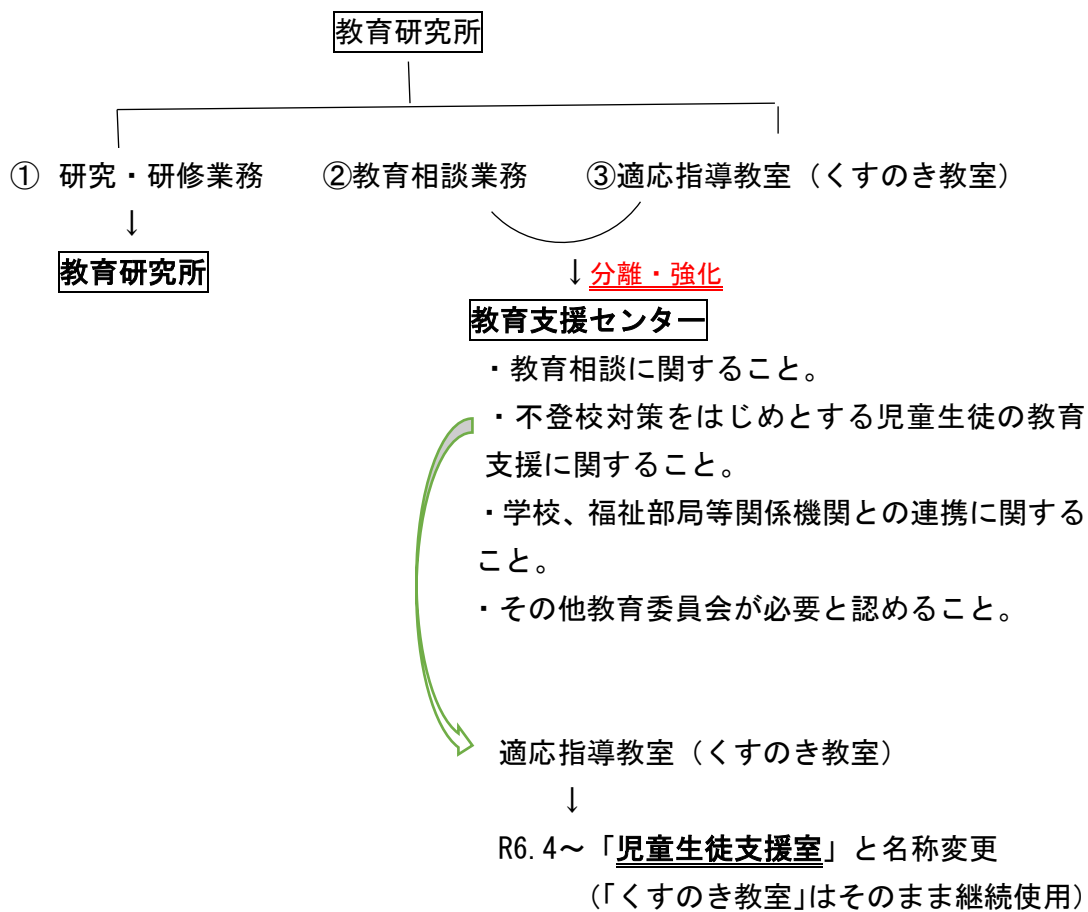 教育研究所
① 研究・研修業務　②教育相談業務　③適応指導教室（くすのき教室）
↓
教育研究所
↓分離・強化
教育支援センター
・教育相談に関すること。
・不登校対策をはじめとする児童生徒の教育
支援に関すること。
・学校、福祉部局等関係機関との連携に関する
こと。
・その他教育委員会が必要と認めること。
適応指導教室（くすのき教室）
↓
R6.4～「児童生徒支援室」と名称変更
（「くすのき教室」はそのまま継続使用）